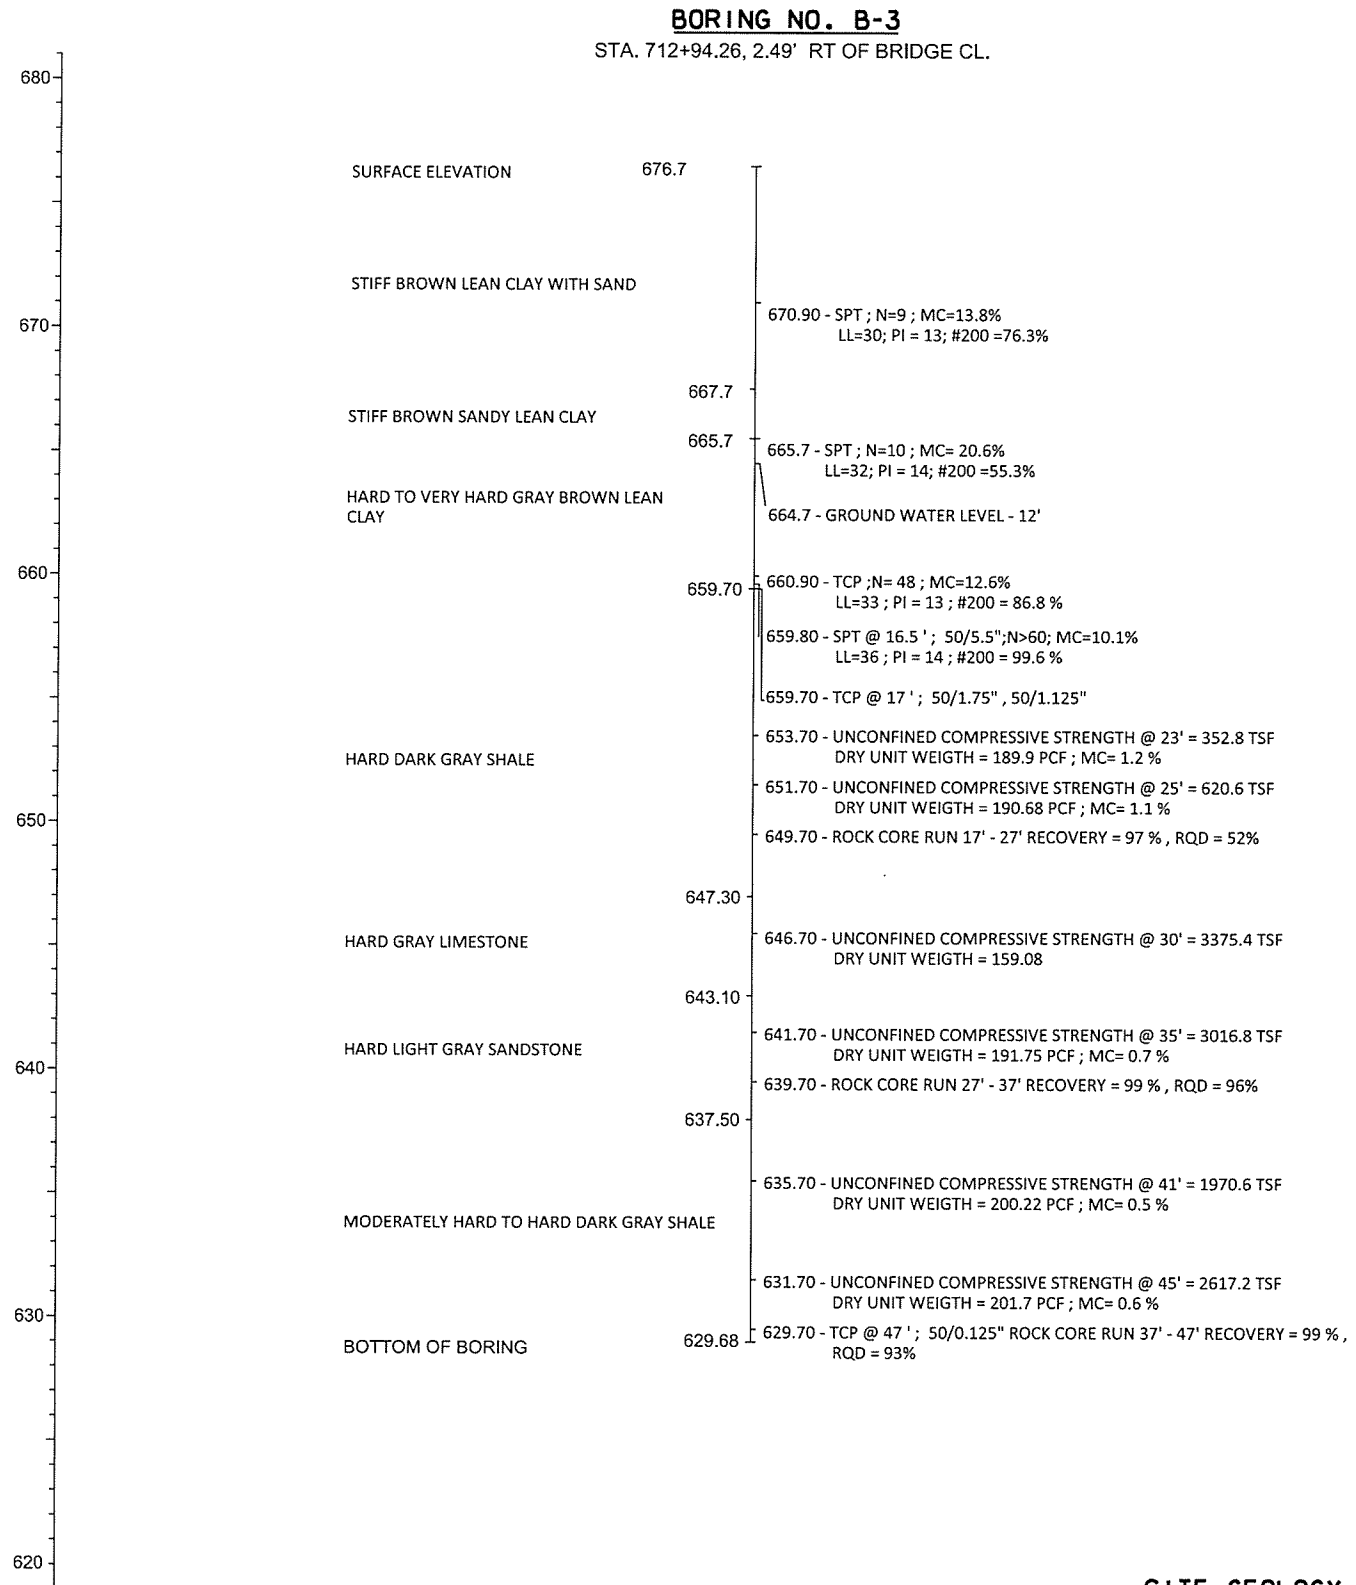 BORING NO. B-3
STA. 712+94.26, 2.49' RT OF BRIDGE CL.
680
SURFACE ELEVATION 676.7
STIFF BROWN LEAN CLAY WITH SAND
670
670.90 - SPT ; N=9 ; MC=13.8%
LL=30; PI = 13; #200 =76.3%
667.7
STIFF BROWN SANDY LEAN CLAY
665.7
665.7 - SPT ; N=10 ; MC= 20.6%
LL=32; PI = 14; #200 =55.3%
HARD TO VERY HARD GRAY BROWN LEAN
CLAY
664.7 - GROUND WATER LEVEL - 12'
660
659.70
660.90 - TCP ;N= 48 ; MC=12.6%
LL=33 ; PI = 13 ; #200 = 86.8 %
659.80 - SPT @ 16.5 ' ; 50/5.5";N>60; MC=10.1%
LL=36 ; PI = 14 ; #200 = 99.6 %
659.70 - TCP @ 17 ' ; 50/1.75" , 50/1.125"
653.70 - UNCONFINED COMPRESSIVE STRENGTH @ 23' = 352.8 TSF
DRY UNIT WEIGTH = 189.9 PCF ; MC= 1.2 %
HARD DARK GRAY SHALE
651.70 - UNCONFINED COMPRESSIVE STRENGTH @ 25' = 620.6 TSF
DRY UNIT WEIGTH = 190.68 PCF ; MC= 1.1 %
650
649.70 - ROCK CORE RUN 17' - 27' RECOVERY = 97 % , RQD = 52%
647.30
HARD GRAY LIMESTONE
646.70 - UNCONFINED COMPRESSIVE STRENGTH @ 30' = 3375.4 TSF
DRY UNIT WEIGTH = 159.08
643.10
641.70 - UNCONFINED COMPRESSIVE STRENGTH @ 35' = 3016.8 TSF
DRY UNIT WEIGTH = 191.75 PCF ; MC= 0.7 %
HARD LIGHT GRAY SANDSTONE
640
639.70 - ROCK CORE RUN 27' - 37' RECOVERY = 99 % , RQD = 96%
637.50
635.70 - UNCONFINED COMPRESSIVE STRENGTH @ 41' = 1970.6 TSF
DRY UNIT WEIGTH = 200.22 PCF ; MC= 0.5 %
MODERATELY HARD TO HARD DARK GRAY SHALE
631.70 - UNCONFINED COMPRESSIVE STRENGTH @ 45' = 2617.2 TSF
DRY UNIT WEIGTH = 201.7 PCF ; MC= 0.6 %
630
BOTTOM OF BORING 629.68
629.70 - TCP @ 47 ' ; 50/0.125" ROCK CORE RUN 37' - 47' RECOVERY = 99 % ,
RQD = 93%
620